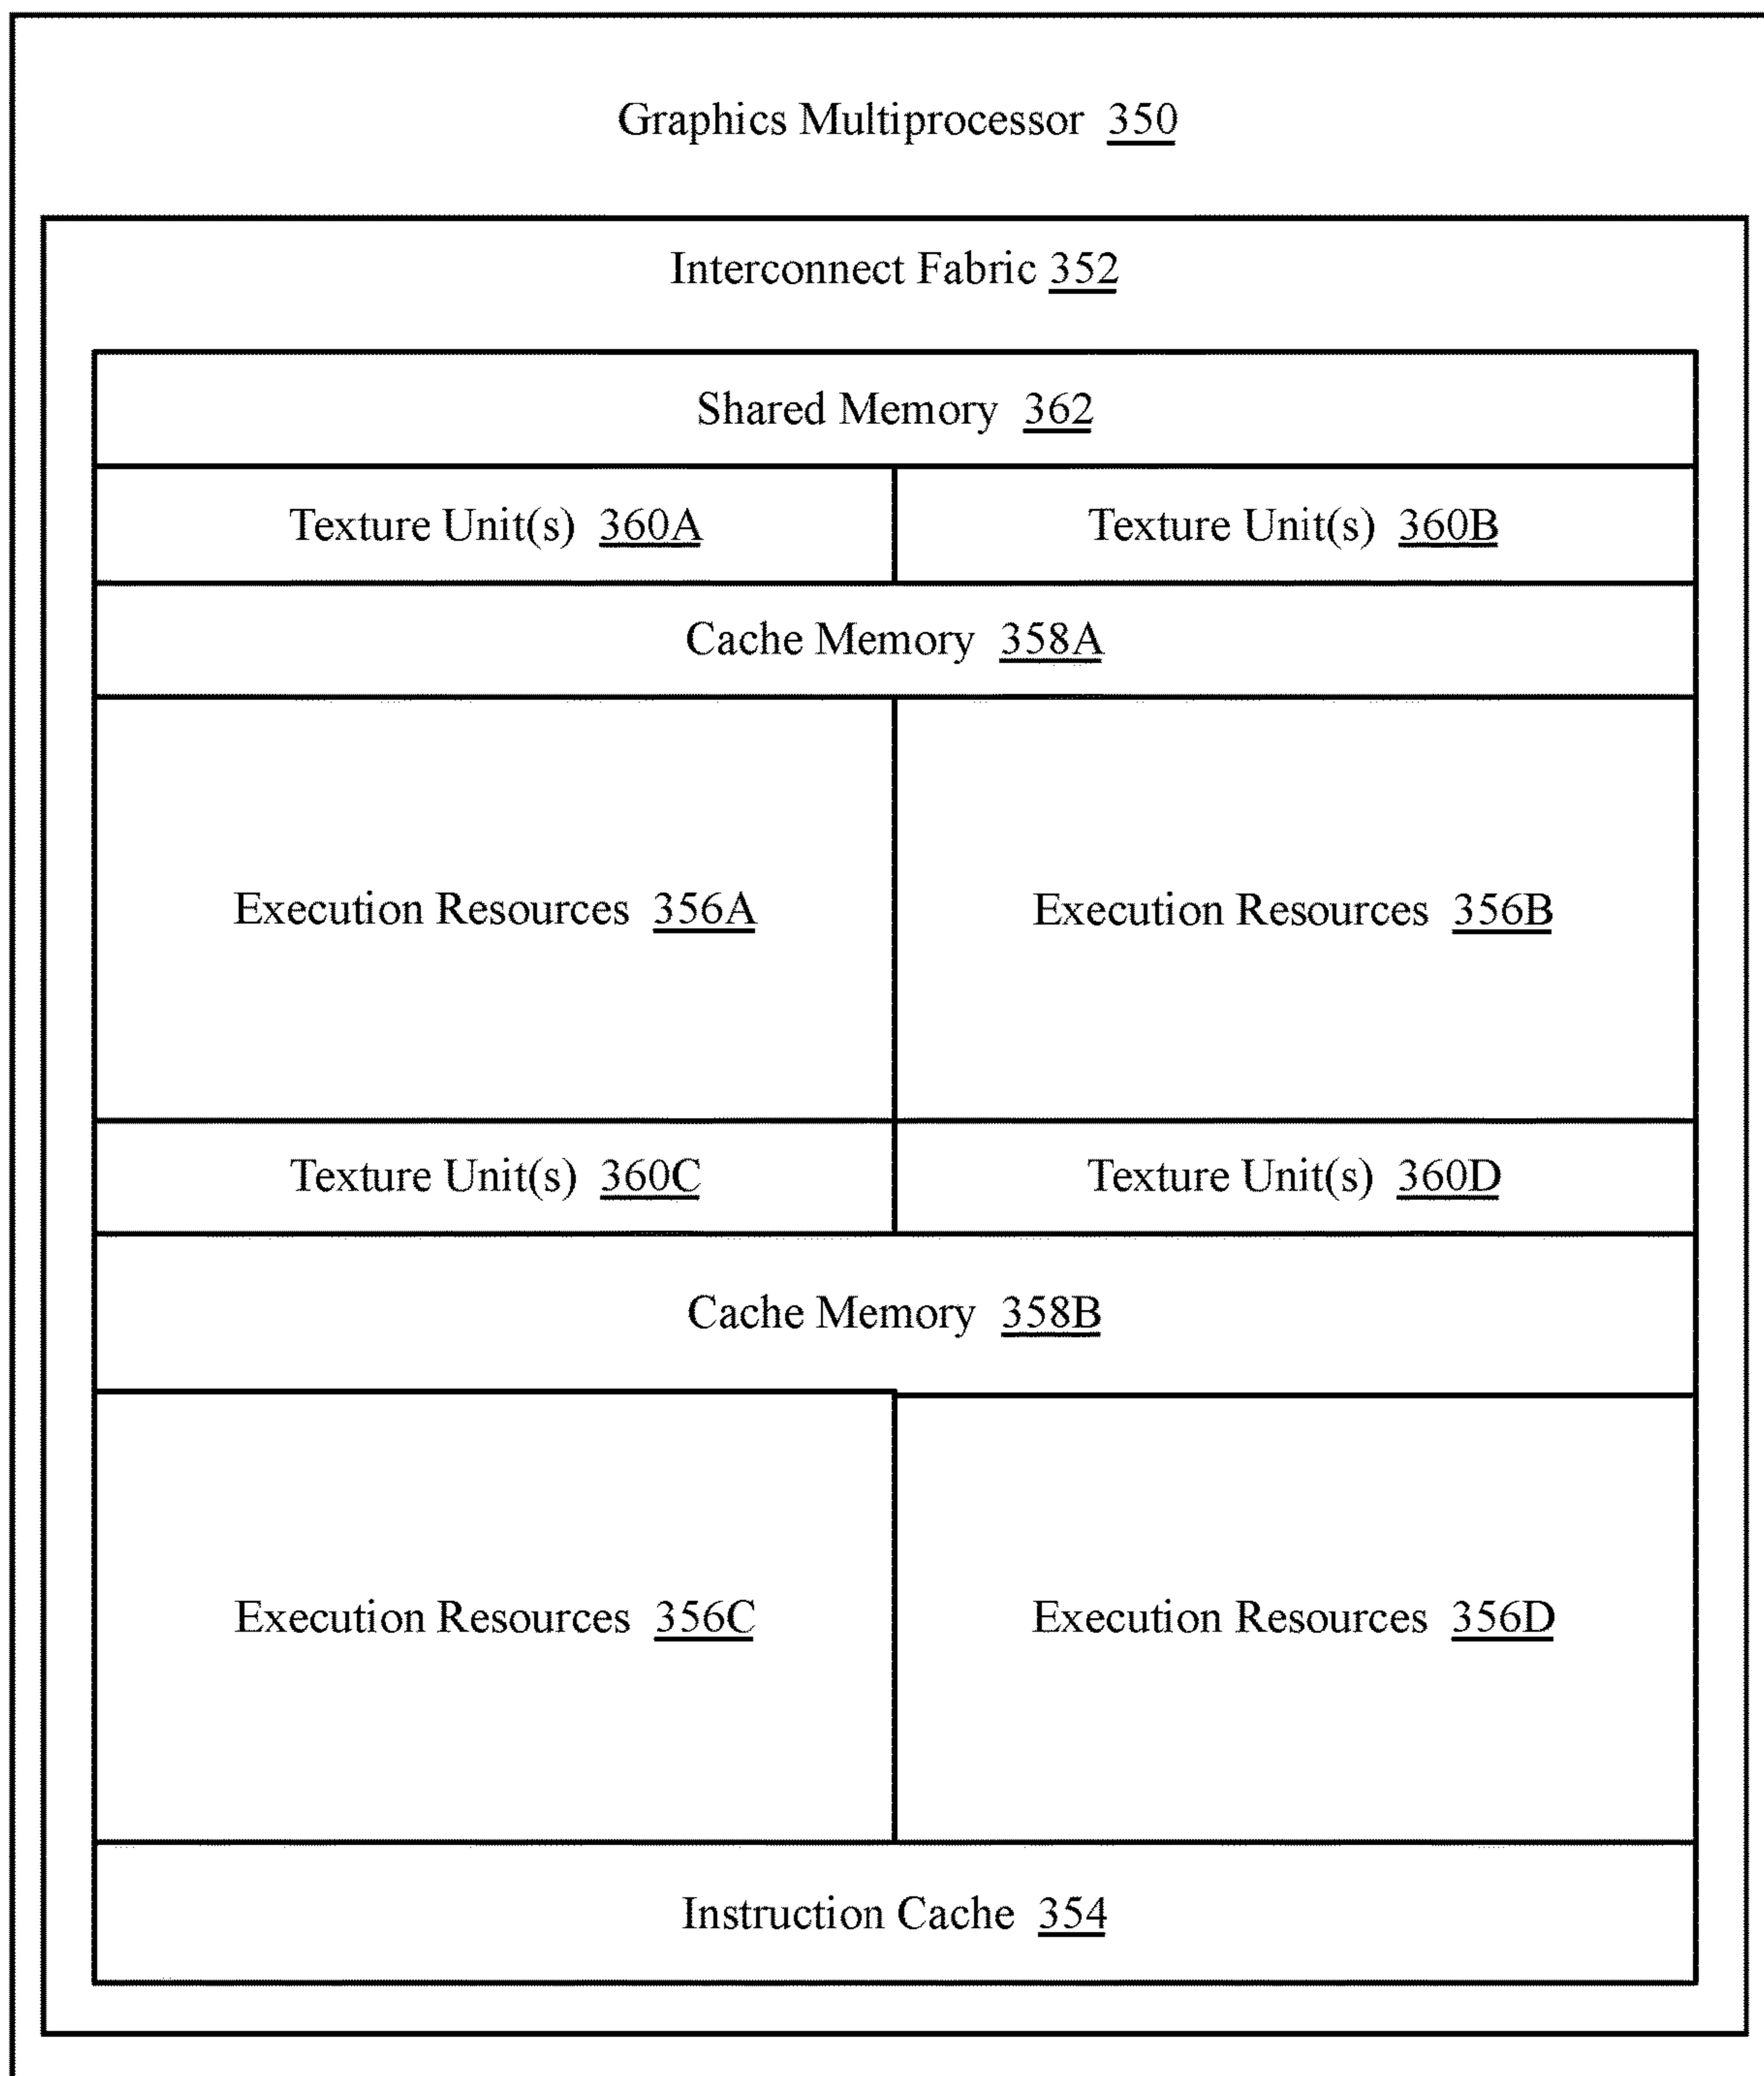 Graphics Multiprocessor 350
Interconnect Fabric 352
Shared Memory 362
Texture Unit(s) 360A
Texture Unit(s) 360B
Cache Memory 358A
Execution Resources 356A
Execution Resources 356B
Texture Unit(s) 360C
Texture Unit(s) 360D
Cache Memory 358B
Execution Resources 356C
Execution Resources 356D
Instruction Cache 354